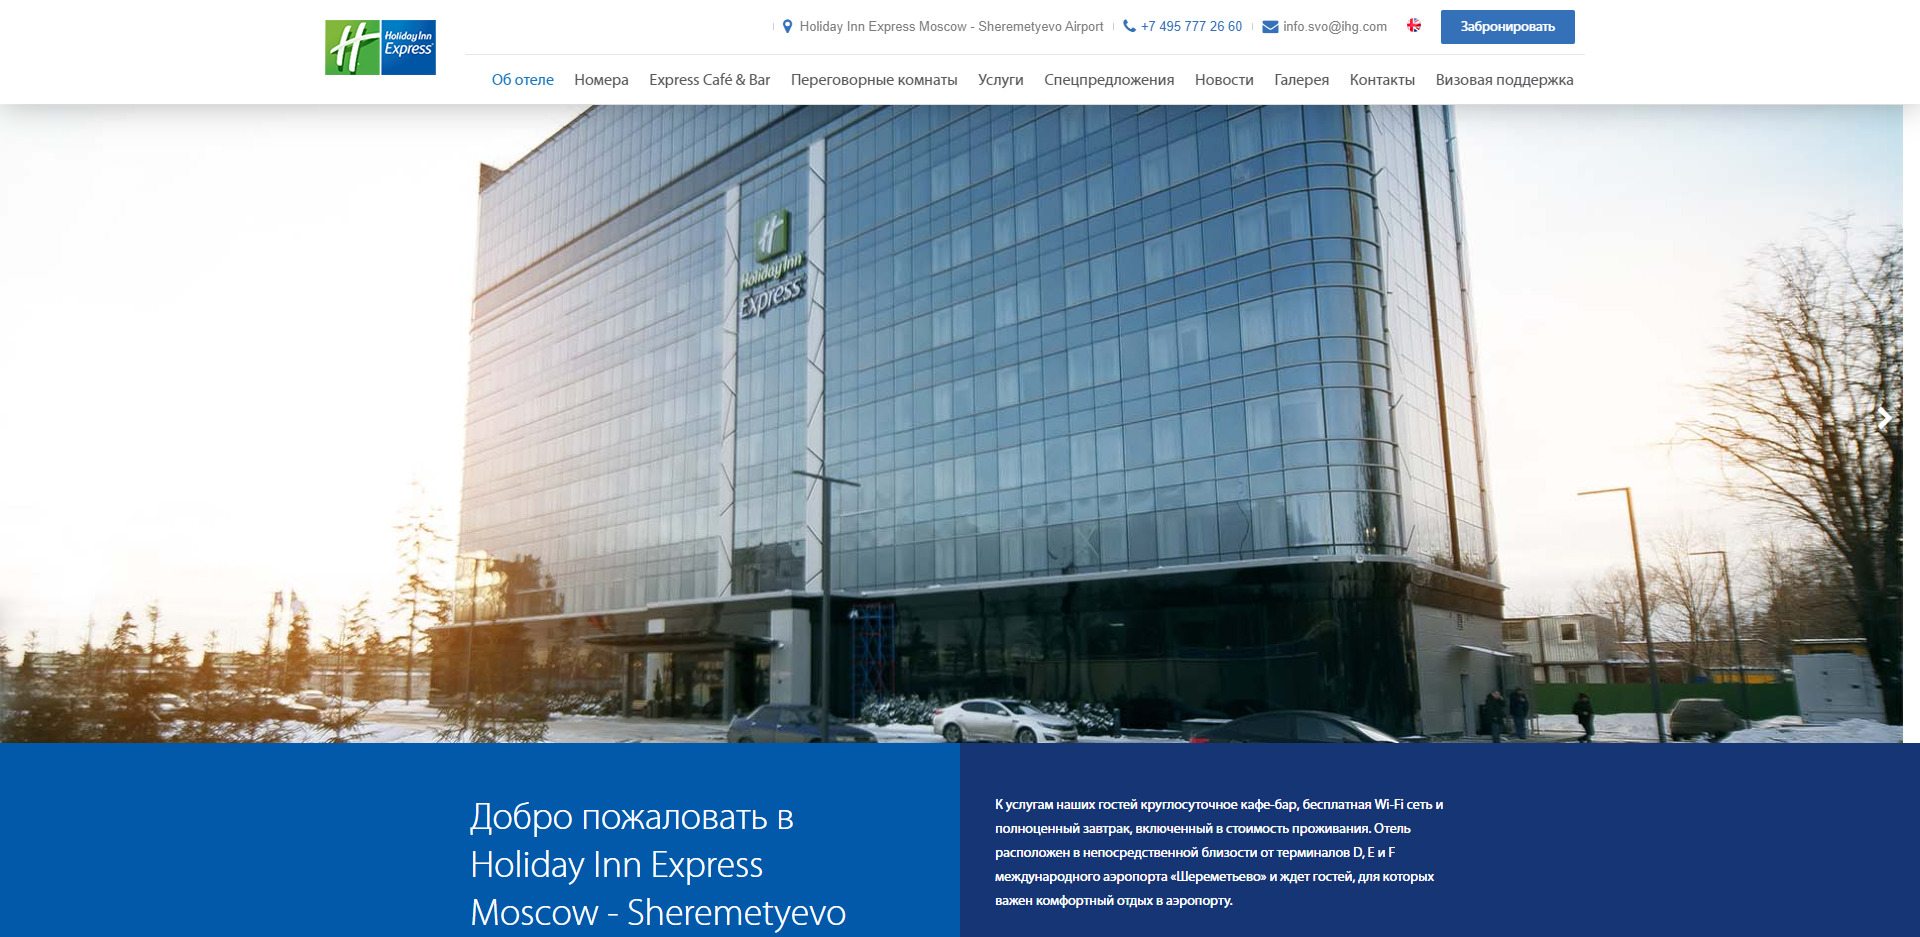 Holiday Inn
Express
Holiday Inn Express Moscow - Sheremetyevo Airport
+7 495 777 26 60
info.svo@ihg.com
Забронировать
Об отеле
Номера
Express Café & Bar
Переговорные комнаты
Услуги
Спецпредложения
Новости
Галерея
Контакты
Визовая поддержка
Holiday Inn
Express
Добро пожаловать в
Holiday Inn Express
Moscow - Sheremetyevo
К услугам наших гостей круглосуточное кафе-бар, бесплатная Wi-Fi сеть и
полноценный завтрак, включенный в стоимость проживания. Отель
расположен в непосредственной близости от терминалов D, E и F
международного аэропорта «Шереметьево» и ждет гостей, для которых
важен комфортный отдых в аэропорту.